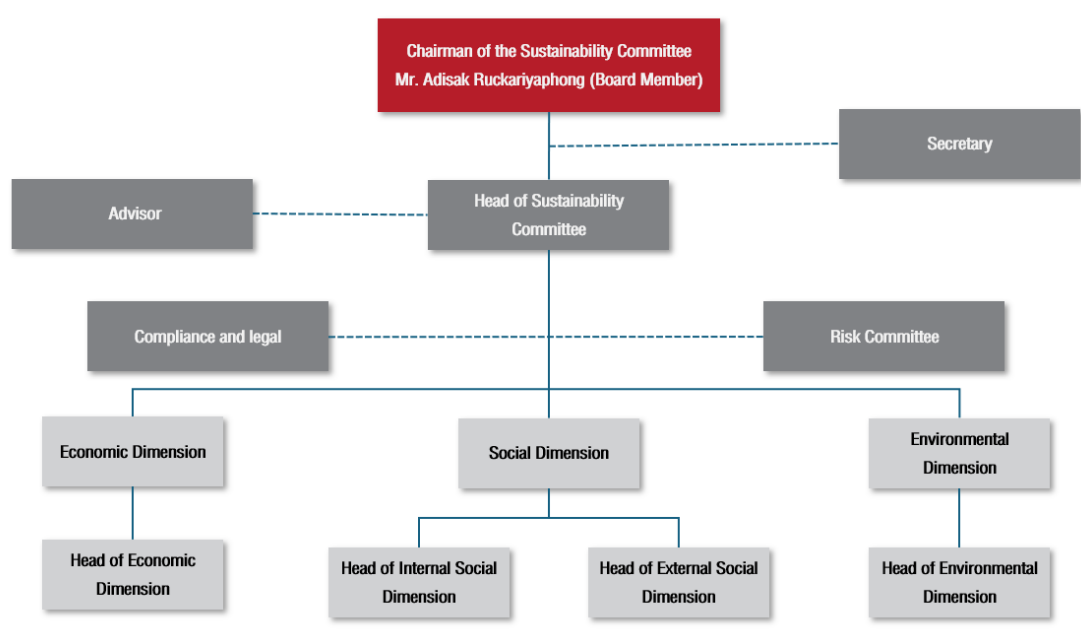 Chairman of the Sustainability Committee
Mr. Adisak Ruckariyaphong (Board Member)
Secretary
Advisor
Head of Sustainability
Committee
Compliance and legal
Risk Committee
Economic Dimension
Social Dimension
Environmental
Dimension
Head of Economic
Dimension
Head of Internal Social
Dimension
Head of External Social
Dimension
Head of Environmental
Dimension